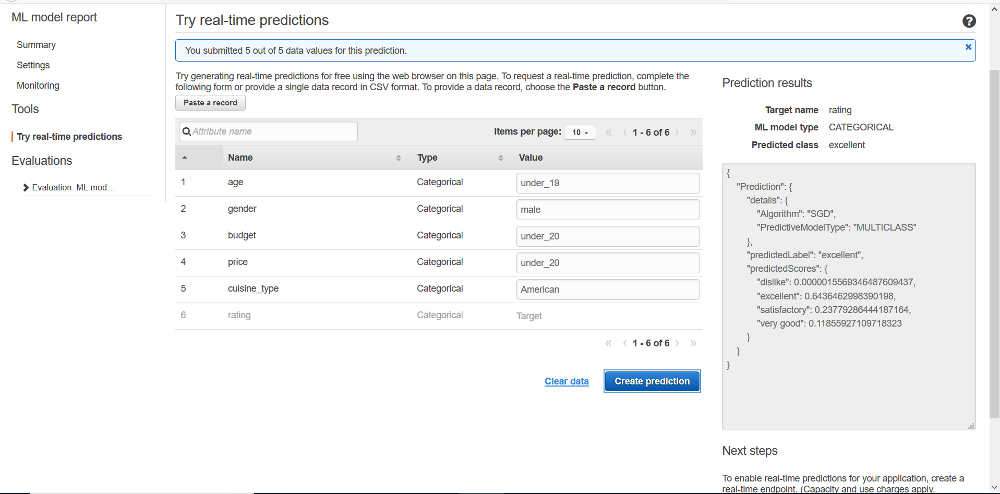 ML model report
Summary
Settings
Monitoring
Tools
Try real-time predictions
Evaluations
Evaluation: ML mod...
Try real-time predictions
?
You submitted 5 out of 5 data values for this prediction.
×
Try generating real-time predictions for free using the web browser on this page. To request a real-time prediction, complete the
following form or provide a single data record in CSV format. To provide a data record, choose the Paste a record button.
Paste a record
Attribute name
Items per page: 10 « ‹ 1 - 6 of 6 › »
Name Type Value
1 age Categorical under_19
2 gender Categorical male
3 budget Categorical under_20
4 price Categorical under_20
5 cuisine_type Categorical American
6 rating Categorical Target
« ‹ 1 - 6 of 6 › »
Clear data Create prediction
Prediction results
Target name rating
ML model type CATEGORICAL
Predicted class excellent
{
"Prediction": {
"details": {
"Algorithm": "SGD",
"PredictiveModelType": "MULTICLASS"
},
"predictedLabel": "excellent",
"predictedScores": {
"dislike": 0.0000015569346487609437,
"excellent": 0.6436462998390198,
"satisfactory": 0.23779286444187164,
"very good": 0.11855927109718323
}
}
}
Next steps
To enable real-time predictions for your application, create a
real-time endpoint. (Capacity and use charges apply.